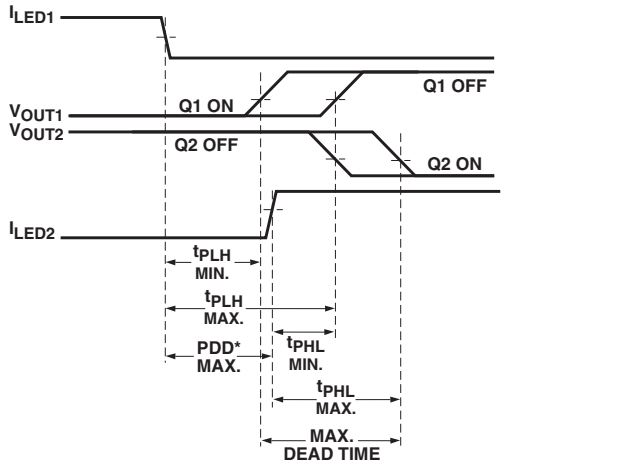 ILED1
Q1 OFF
VOUT1
Q1 ON
VOUT2
Q2 OFF
Q2 ON
ILED2
tPLH
MIN.
tPLH
MAX.
tPHL
MIN.
PDD*
MAX.
tPHL
MAX.
MAX.
DEAD TIME